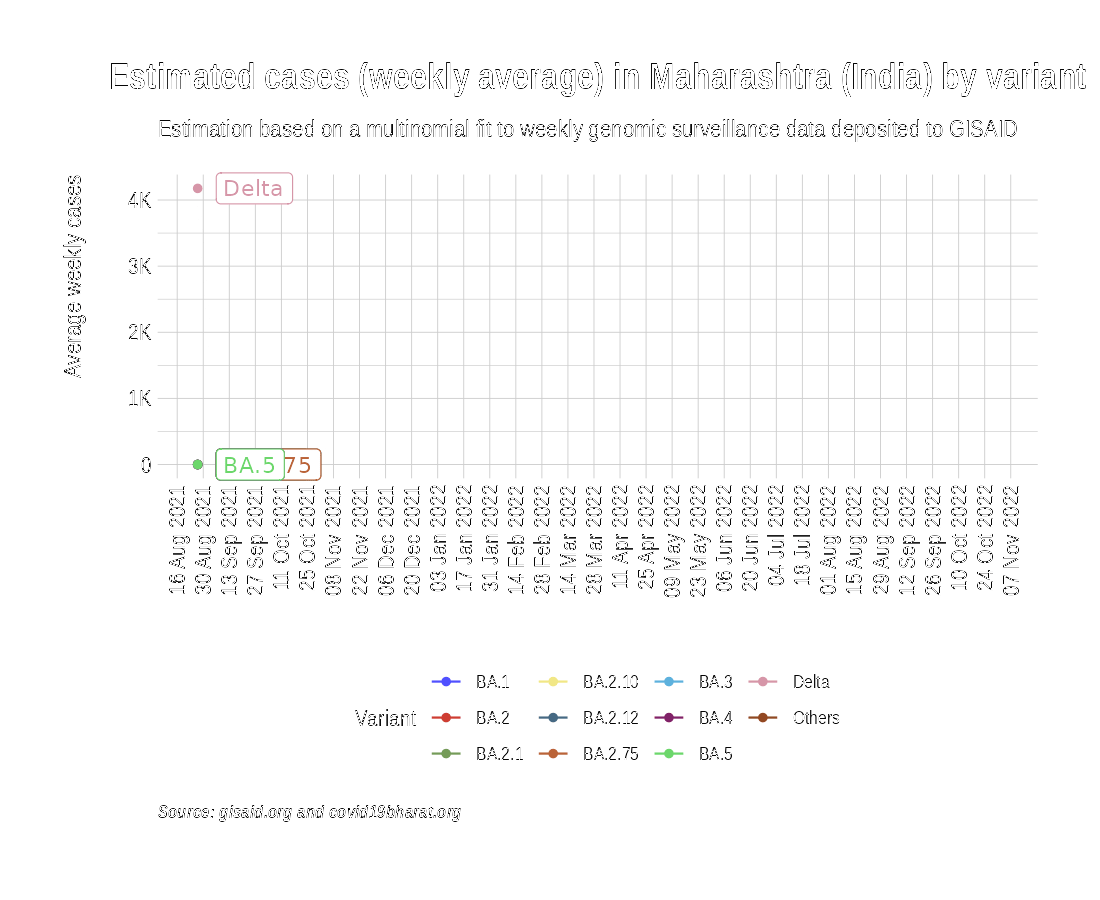 Estimated cases (weekly average) in Maharashtra (India) by variant
Estimation based on a multinomial fit to weekly genomic surveillance data deposited to GISAID
Average weekly cases
4K
3K
2K
1K
0
Delta
BA.5
75
16 Aug 2021
30 Aug 2021
13 Sep 2021
27 Sep 2021
11 Oct 2021
25 Oct 2021
08 Nov 2021
22 Nov 2021
06 Dec 2021
20 Dec 2021
03 Jan 2022
17 Jan 2022
31 Jan 2022
14 Feb 2022
28 Feb 2022
14 Mar 2022
28 Mar 2022
11 Apr 2022
25 Apr 2022
09 May 2022
23 May 2022
06 Jun 2022
20 Jun 2022
04 Jul 2022
18 Jul 2022
01 Aug 2022
15 Aug 2022
29 Aug 2022
12 Sep 2022
26 Sep 2022
10 Oct 2022
24 Oct 2022
07 Nov 2022
Variant
BA.1 BA.2.10 BA.3 Delta
BA.2 BA.2.12 BA.4 Others
BA.2.1 BA.2.75 BA.5
Source: gisaid.org and covid19bharat.org